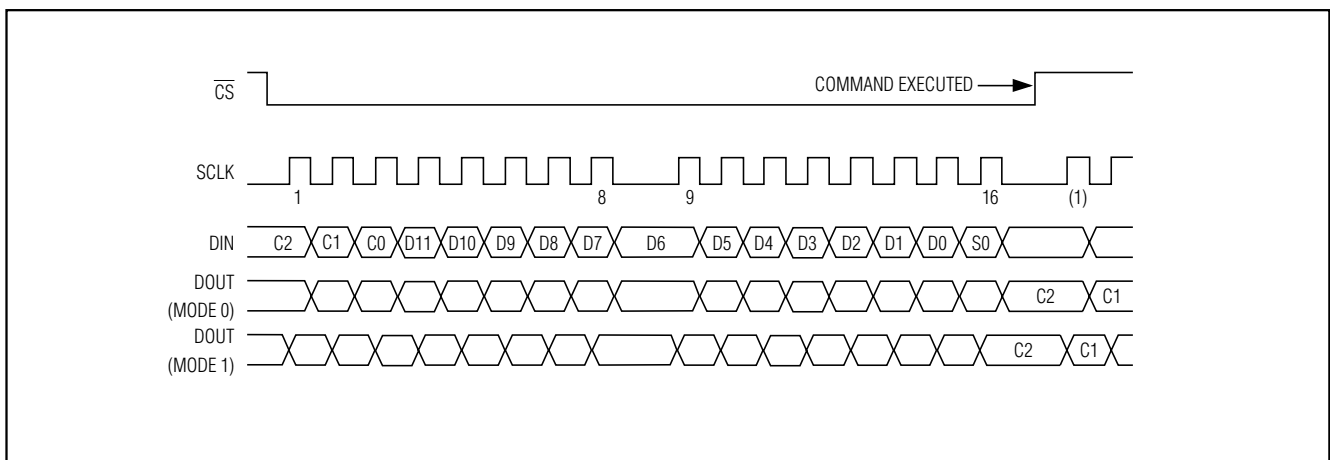 CS
COMMAND EXECUTED
SCLK
1 8 9 16 (1)
DIN C2 C1 C0 D11 D10 D9 D8 D7 D6 D5 D4 D3 D2 D1 D0 S0
DOUT
(MODE 0) C2 C1
DOUT
(MODE 1) C2 C1